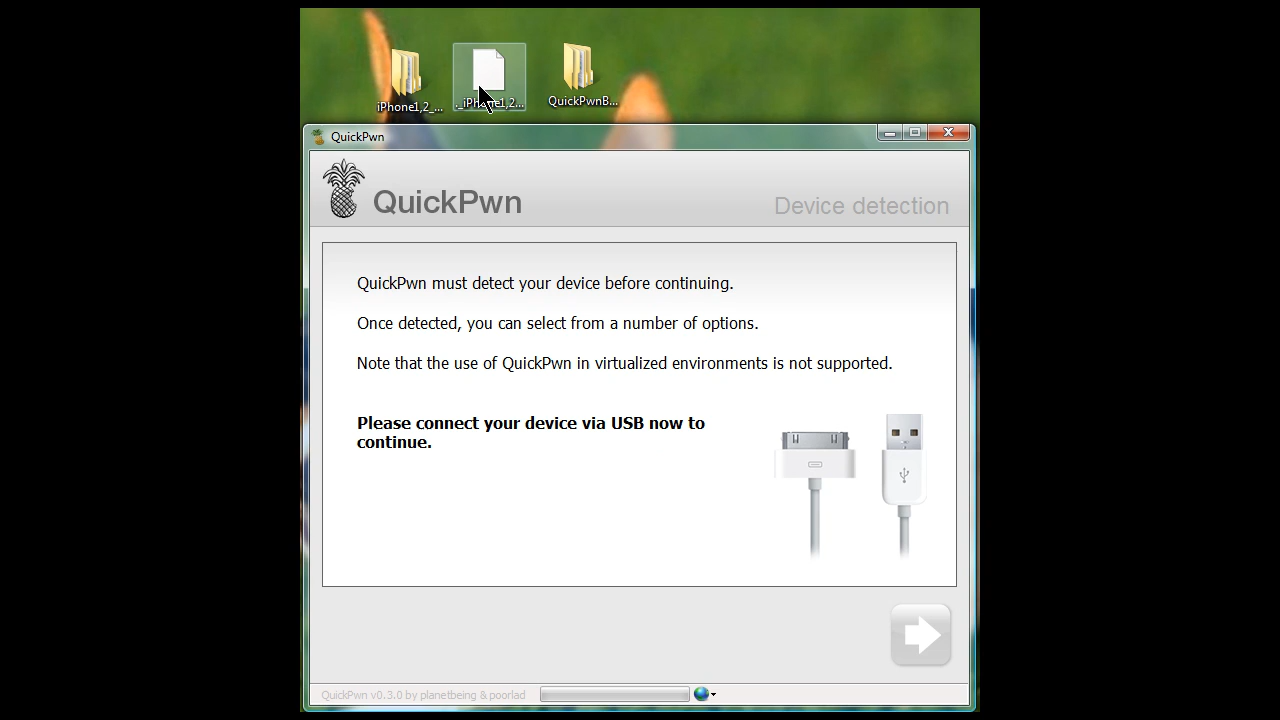 iPhone1,2_...
._iPhone1,2...
QuickPwnB...
QuickPwn
QuickPwn
Device detection
QuickPwn must detect your device before continuing.
Once detected, you can select from a number of options.
Note that the use of QuickPwn in virtualized environments is not supported.
Please connect your device via USB now to
continue.
QuickPwn v0.3.0 by planetbeing & poorlad